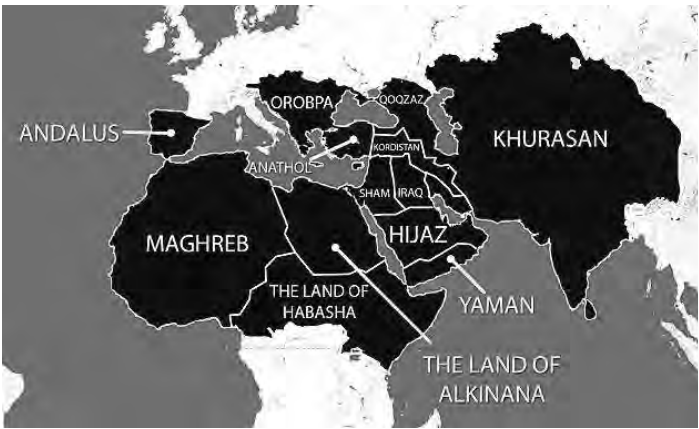 OROBPA
QOQZAZ
ANDALUS
KHURASAN
KORDISTAN
ANATHOL
SHAM
IRAQ
HIJAZ
MAGHREB
THE LAND OF
HABASHA
YAMAN
THE LAND OF
ALKINANA